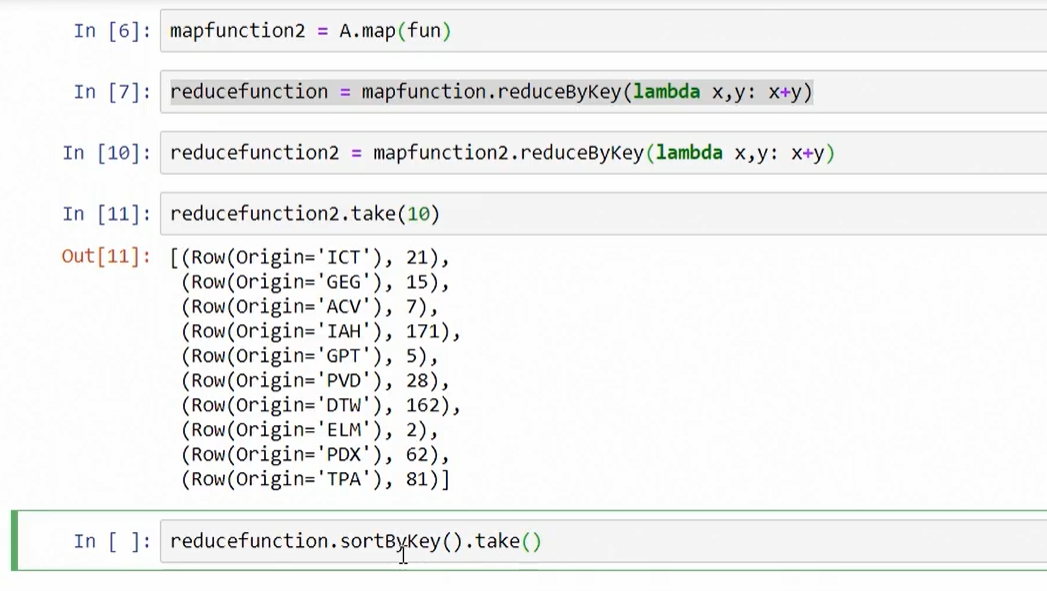 In [6]: mapfunction2 = A.map(fun)
In [7]: reducefunction = mapfunction.reduceByKey(lambda x,y: x+y)
In [10]: reducefunction2 = mapfunction2.reduceByKey(lambda x,y: x+y)
In [11]: reducefunction2.take(10)
Out[11]: [(Row(Origin='ICT'), 21),
(Row(Origin='GEG'), 15),
(Row(Origin='ACV'), 7),
(Row(Origin='IAH'), 171),
(Row(Origin='GPT'), 5),
(Row(Origin='PVD'), 28),
(Row(Origin='DTW'), 162),
(Row(Origin='ELM'), 2),
(Row(Origin='PDX'), 62),
(Row(Origin='TPA'), 81)]
In [ ]: reducefunction.sortByKey().take()